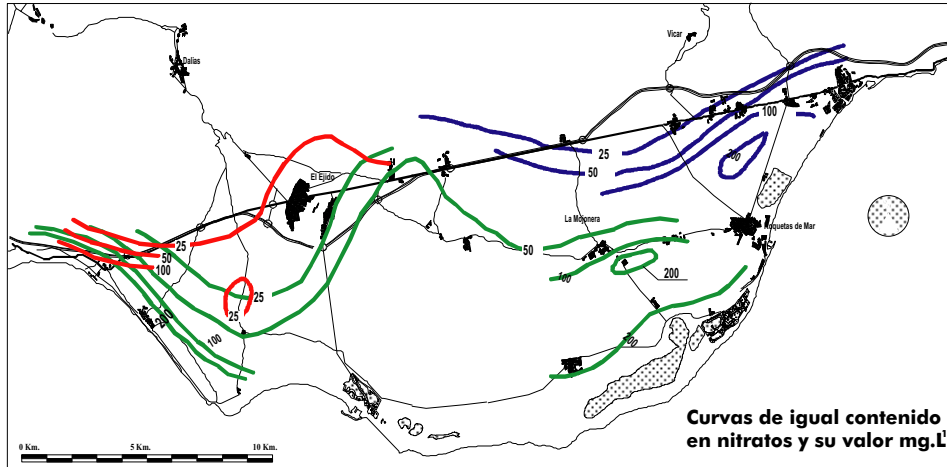 Vícar
Dalías
100
25
200
El Ejido
50
La Mojonera
Roquetas de Mar
25
50
50
100
100
200
25
25
200
100
200
Curvas de igual contenido
en nitratos y su valor mg.L¹
0 Km.
5 Km.
10 Km.